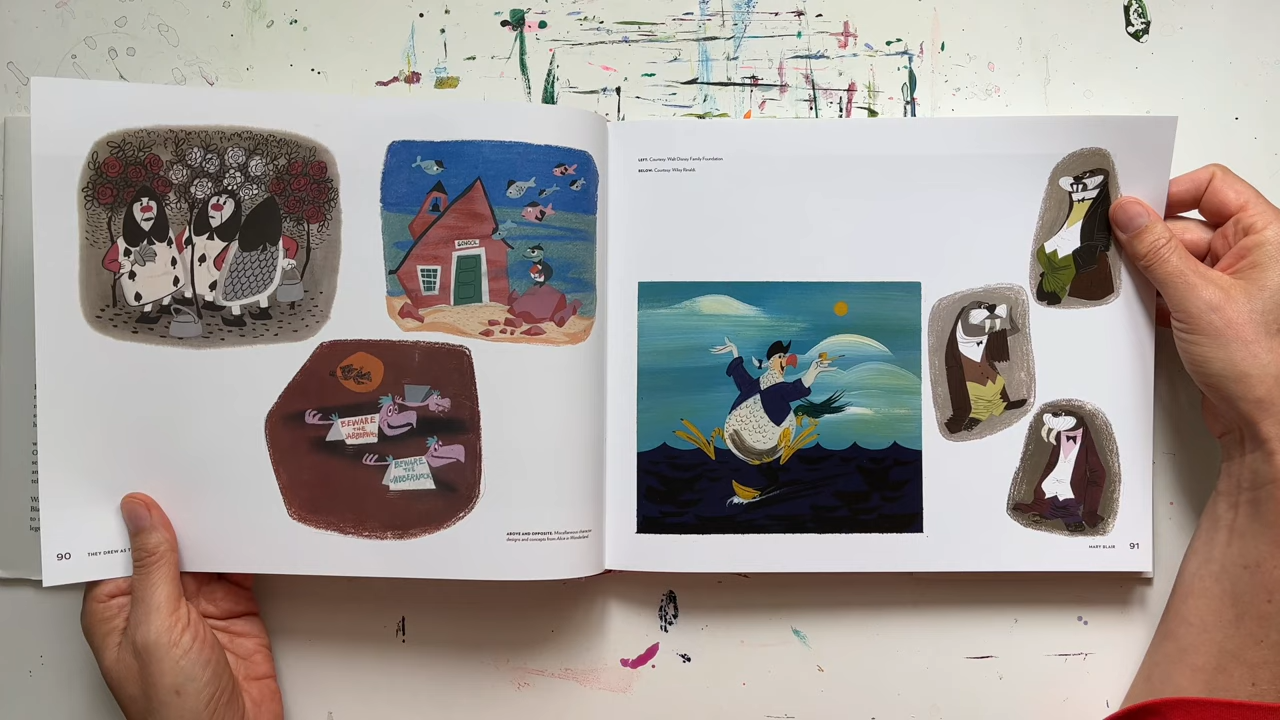 SCHOOL
BEWARE
THE
JABBERWOCK
BEWARE
THE
JABBERWOCK
ABOVE AND OPPOSITE: Miscellaneous character
designs and concepts from Alice in Wonderland
90
THEY DREW AS
LEFT: Courtesy: Walt Disney Family Foundation
BELOW: Courtesy: Wiley Rinaldi.
MARY BLAIR
91